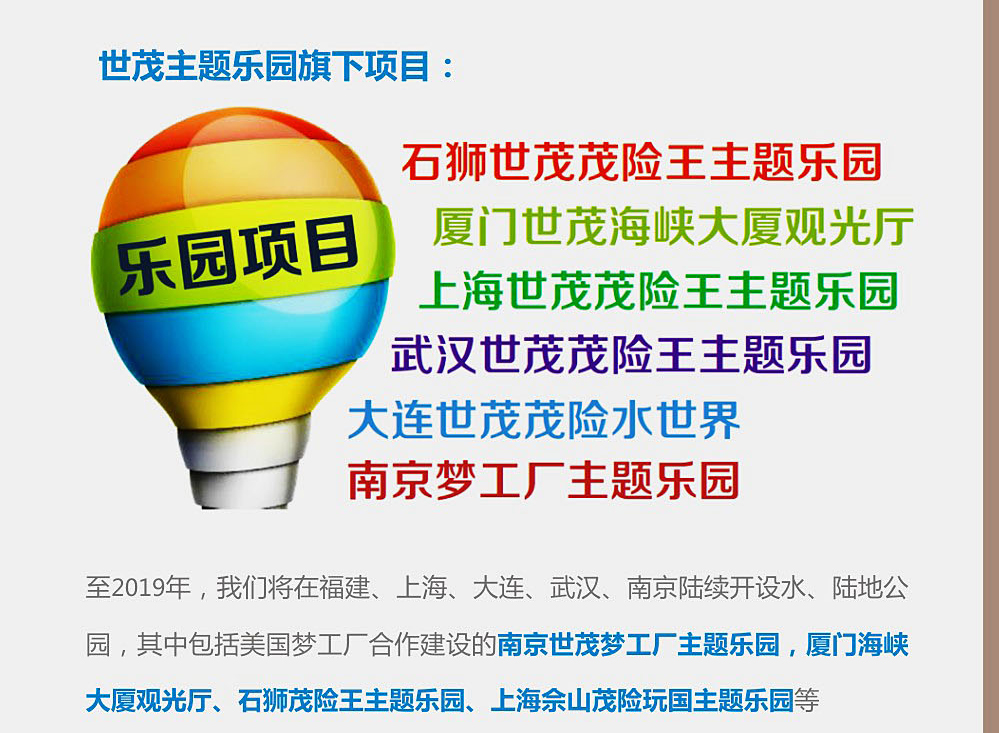 世茂主题乐园旗下项目：
乐园项目
石狮世茂茂险王主题乐园
厦门世茂海峡大厦观光厅
上海世茂茂险王主题乐园
武汉世茂茂险王主题乐园
大连世茂茂险水世界
南京梦工厂主题乐园
至2019年，我们将在福建、上海、大连、武汉、南京陆续开设水、陆地公
园，其中包括美国梦工厂合作建设的南京世茂梦工厂主题乐园，厦门海峡
大厦观光厅、石狮茂险王主题乐园、上海佘山茂险玩国主题乐园等